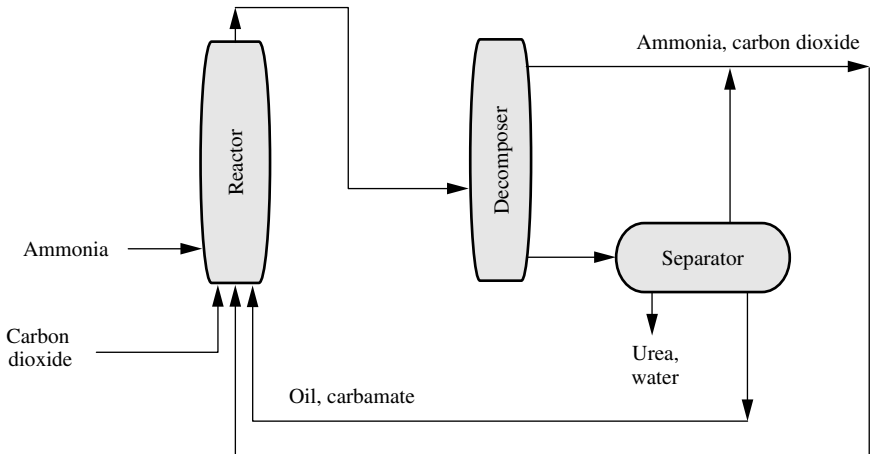 Ammonia, carbon dioxide
Reactor
Decomposer
Ammonia
Separator
Carbon
dioxide
Urea,
water
Oil, carbamate